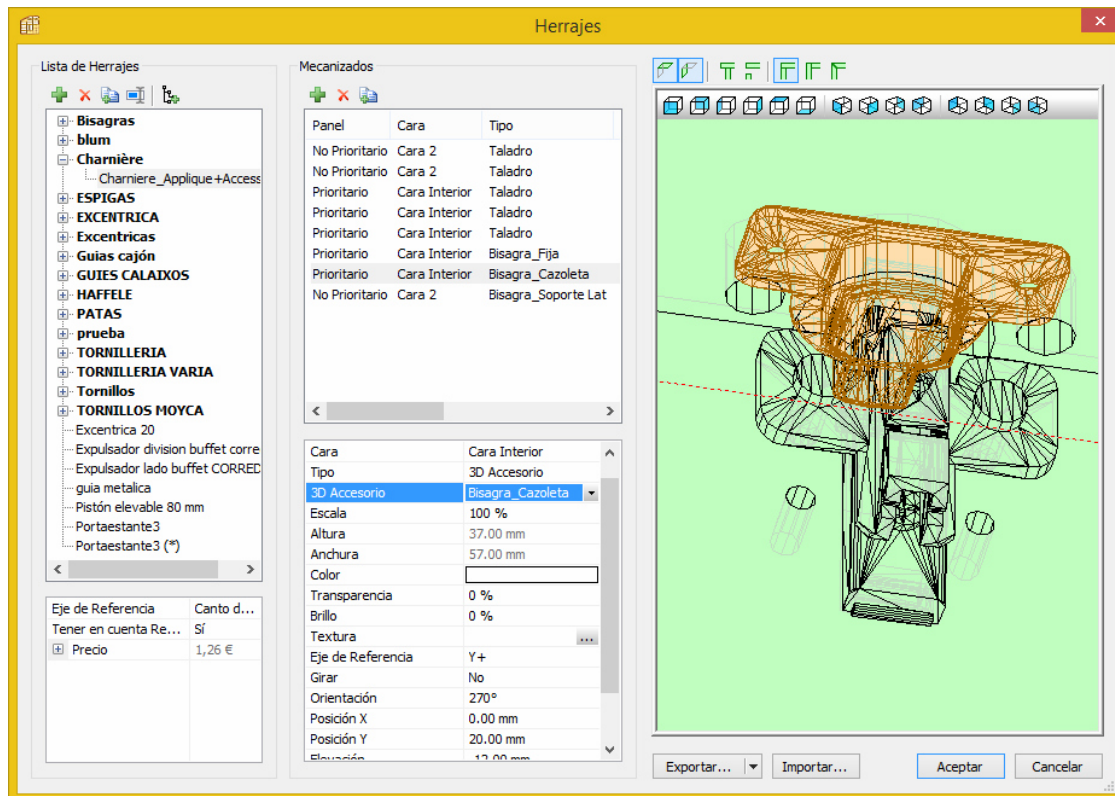 Herrajes
Lista de Herrajes
Bisagras
blum
Charnière
Charniere_Applique+Access
ESPIGAS
EXCENTRICA
Excentricas
Guias cajón
GUIES CALAIXOS
HAFFELE
PATAS
prueba
TORNILLERIA
TORNILLERIA VARIA
Tornillos
TORNILLOS MOYCA
Excentrica 20
Expulsador division buffet corre
Expulsador lado buffet CORRED
guia metalica
Pistón elevable 80 mm
Portaestante3
Portaestante3 (*)
Eje de Referencia Canto d...
Tener en cuenta Re... Sí
Precio 1,26 €
Mecanizados
Panel Cara Tipo
No Prioritario Cara 2 Taladro
No Prioritario Cara 2 Taladro
Prioritario Cara Interior Taladro
Prioritario Cara Interior Taladro
Prioritario Cara Interior Taladro
Prioritario Cara Interior Bisagra_Fija
Prioritario Cara Interior Bisagra_Cazoleta
No Prioritario Cara 2 Bisagra_Soporte Lat
Cara Cara Interior
Tipo 3D Accesorio
3D Accesorio Bisagra_Cazoleta
Escala 100 %
Altura 37.00 mm
Anchura 57.00 mm
Color
Transparencia 0 %
Brillo 0 %
Textura ...
Eje de Referencia Y+
Girar No
Orientación 270°
Posición X 0.00 mm
Posición Y 20.00 mm
Elevación -12.00 mm
Exportar... Importar... Aceptar Cancelar